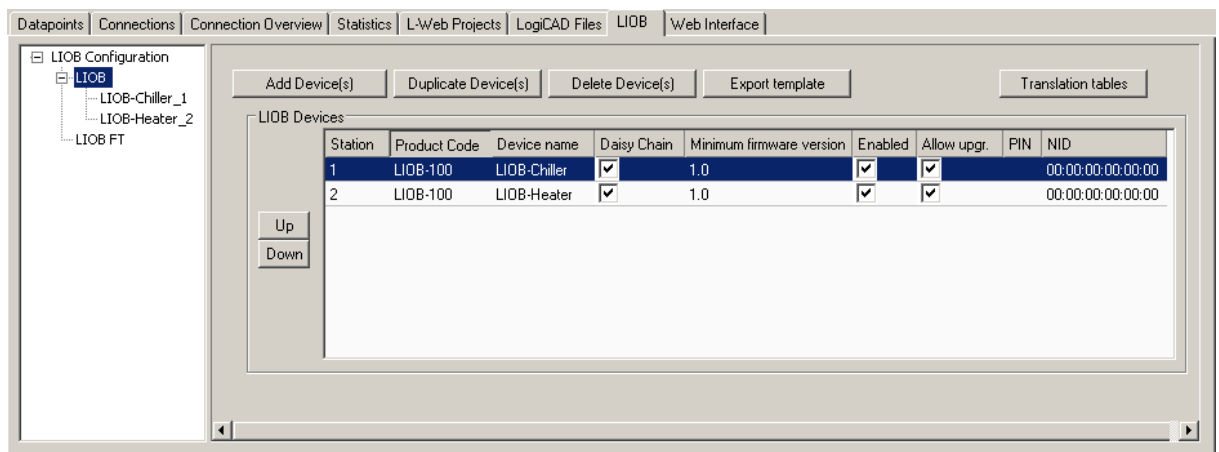 Datapoints Connections Connection Overview Statistics L-Web Projects LogiCAD Files LIOB Web Interface
LIOB Configuration
LIOB
LIOB-Chiller_1
LIOB-Heater_2
LIOB FT
Add Device(s) Duplicate Device(s) Delete Device(s) Export template Translation tables
LIOB Devices
Station Product Code Device name Daisy Chain Minimum firmware version Enabled Allow upgr. PIN NID
1 LIOB-100 LIOB-Chiller 1.0 00:00:00:00:00:00
2 LIOB-100 LIOB-Heater 1.0 00:00:00:00:00:00
Up
Down